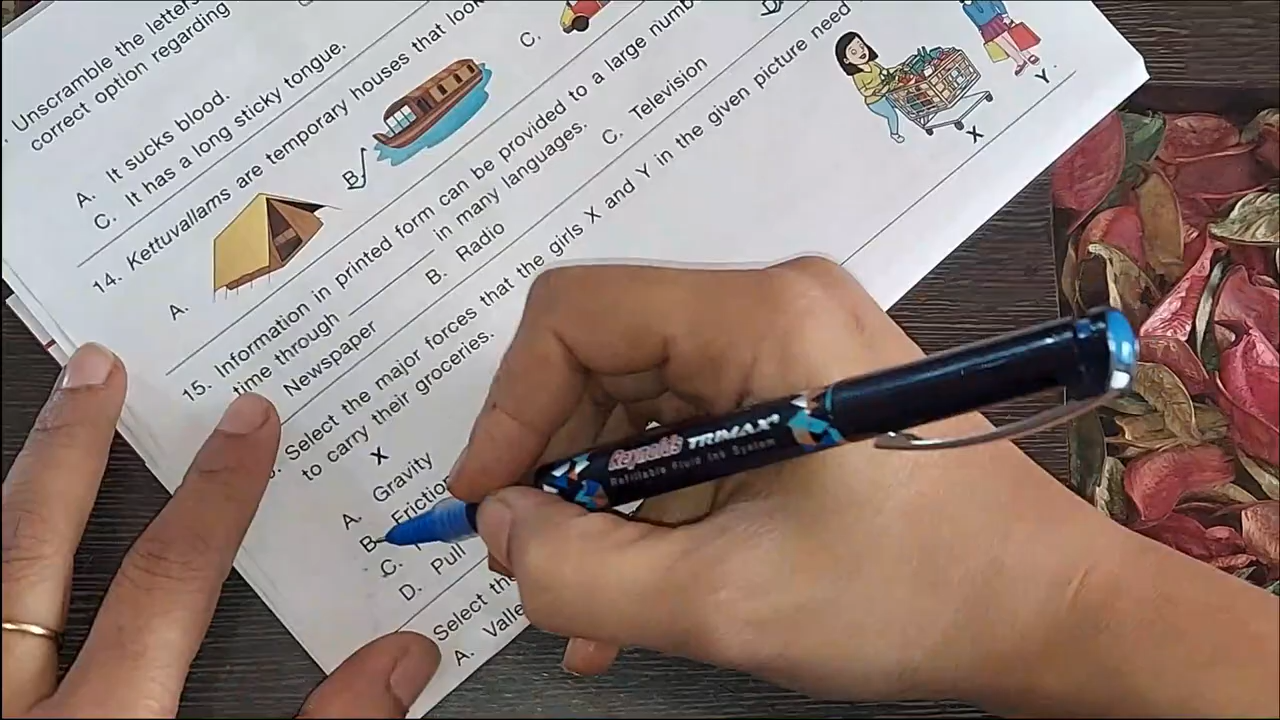 Unscramble the letters
correct option regarding
A. It sucks blood.
C. It has a long sticky tongue.
14. Kettuvallams are temporary houses that look
A.
B.
C.
15. Information in printed form can be provided to a large numb
time through ________ in many languages.
Newspaper
B. Radio
C. Television
Select the major forces that the girls X and Y in the given picture need
to carry their groceries.
X
Y.
X
A. Gravity
B. Friction
C.
D. Pull
Select the
A. Valle
Reynolds TRIMAX
Refillable Fluid Ink System